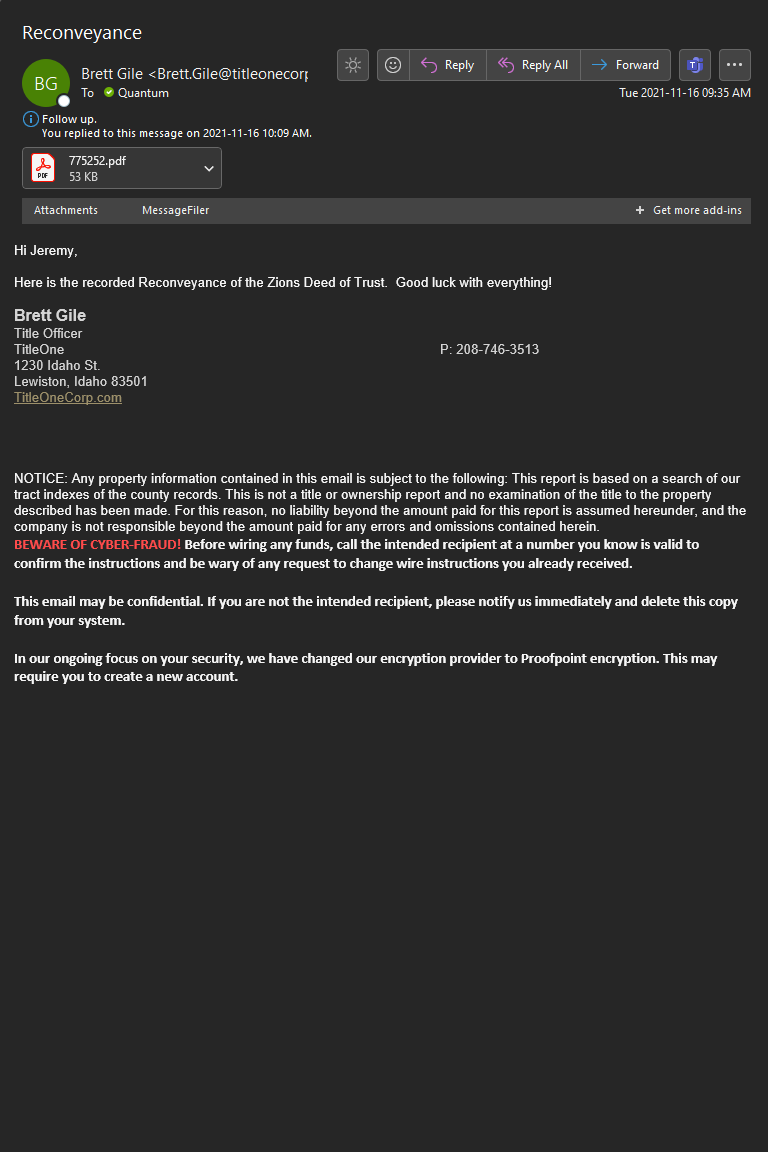 Reconveyance
BG
Brett Gile <Brett.Gile@titleonecorp
To Quantum
Reply
Reply All
Forward
Tue 2021-11-16 09:35 AM
Follow up.
You replied to this message on 2021-11-16 10:09 AM.
PDF
775252.pdf
53 KB
Attachments MessageFiler + Get more add-ins
Hi Jeremy,
Here is the recorded Reconveyance of the Zions Deed of Trust. Good luck with everything!
Brett Gile
Title Officer
TitleOne P: 208-746-3513
1230 Idaho St.
Lewiston, Idaho 83501
TitleOneCorp.com
NOTICE: Any property information contained in this email is subject to the following: This report is based on a search of our
tract indexes of the county records. This is not a title or ownership report and no examination of the title to the property
described has been made. For this reason, no liability beyond the amount paid for this report is assumed hereunder, and the
company is not responsible beyond the amount paid for any errors and omissions contained herein.
BEWARE OF CYBER-FRAUD! Before wiring any funds, call the intended recipient at a number you know is valid to
confirm the instructions and be wary of any request to change wire instructions you already received.
This email may be confidential. If you are not the intended recipient, please notify us immediately and delete this copy
from your system.
In our ongoing focus on your security, we have changed our encryption provider to Proofpoint encryption. This may
require you to create a new account.